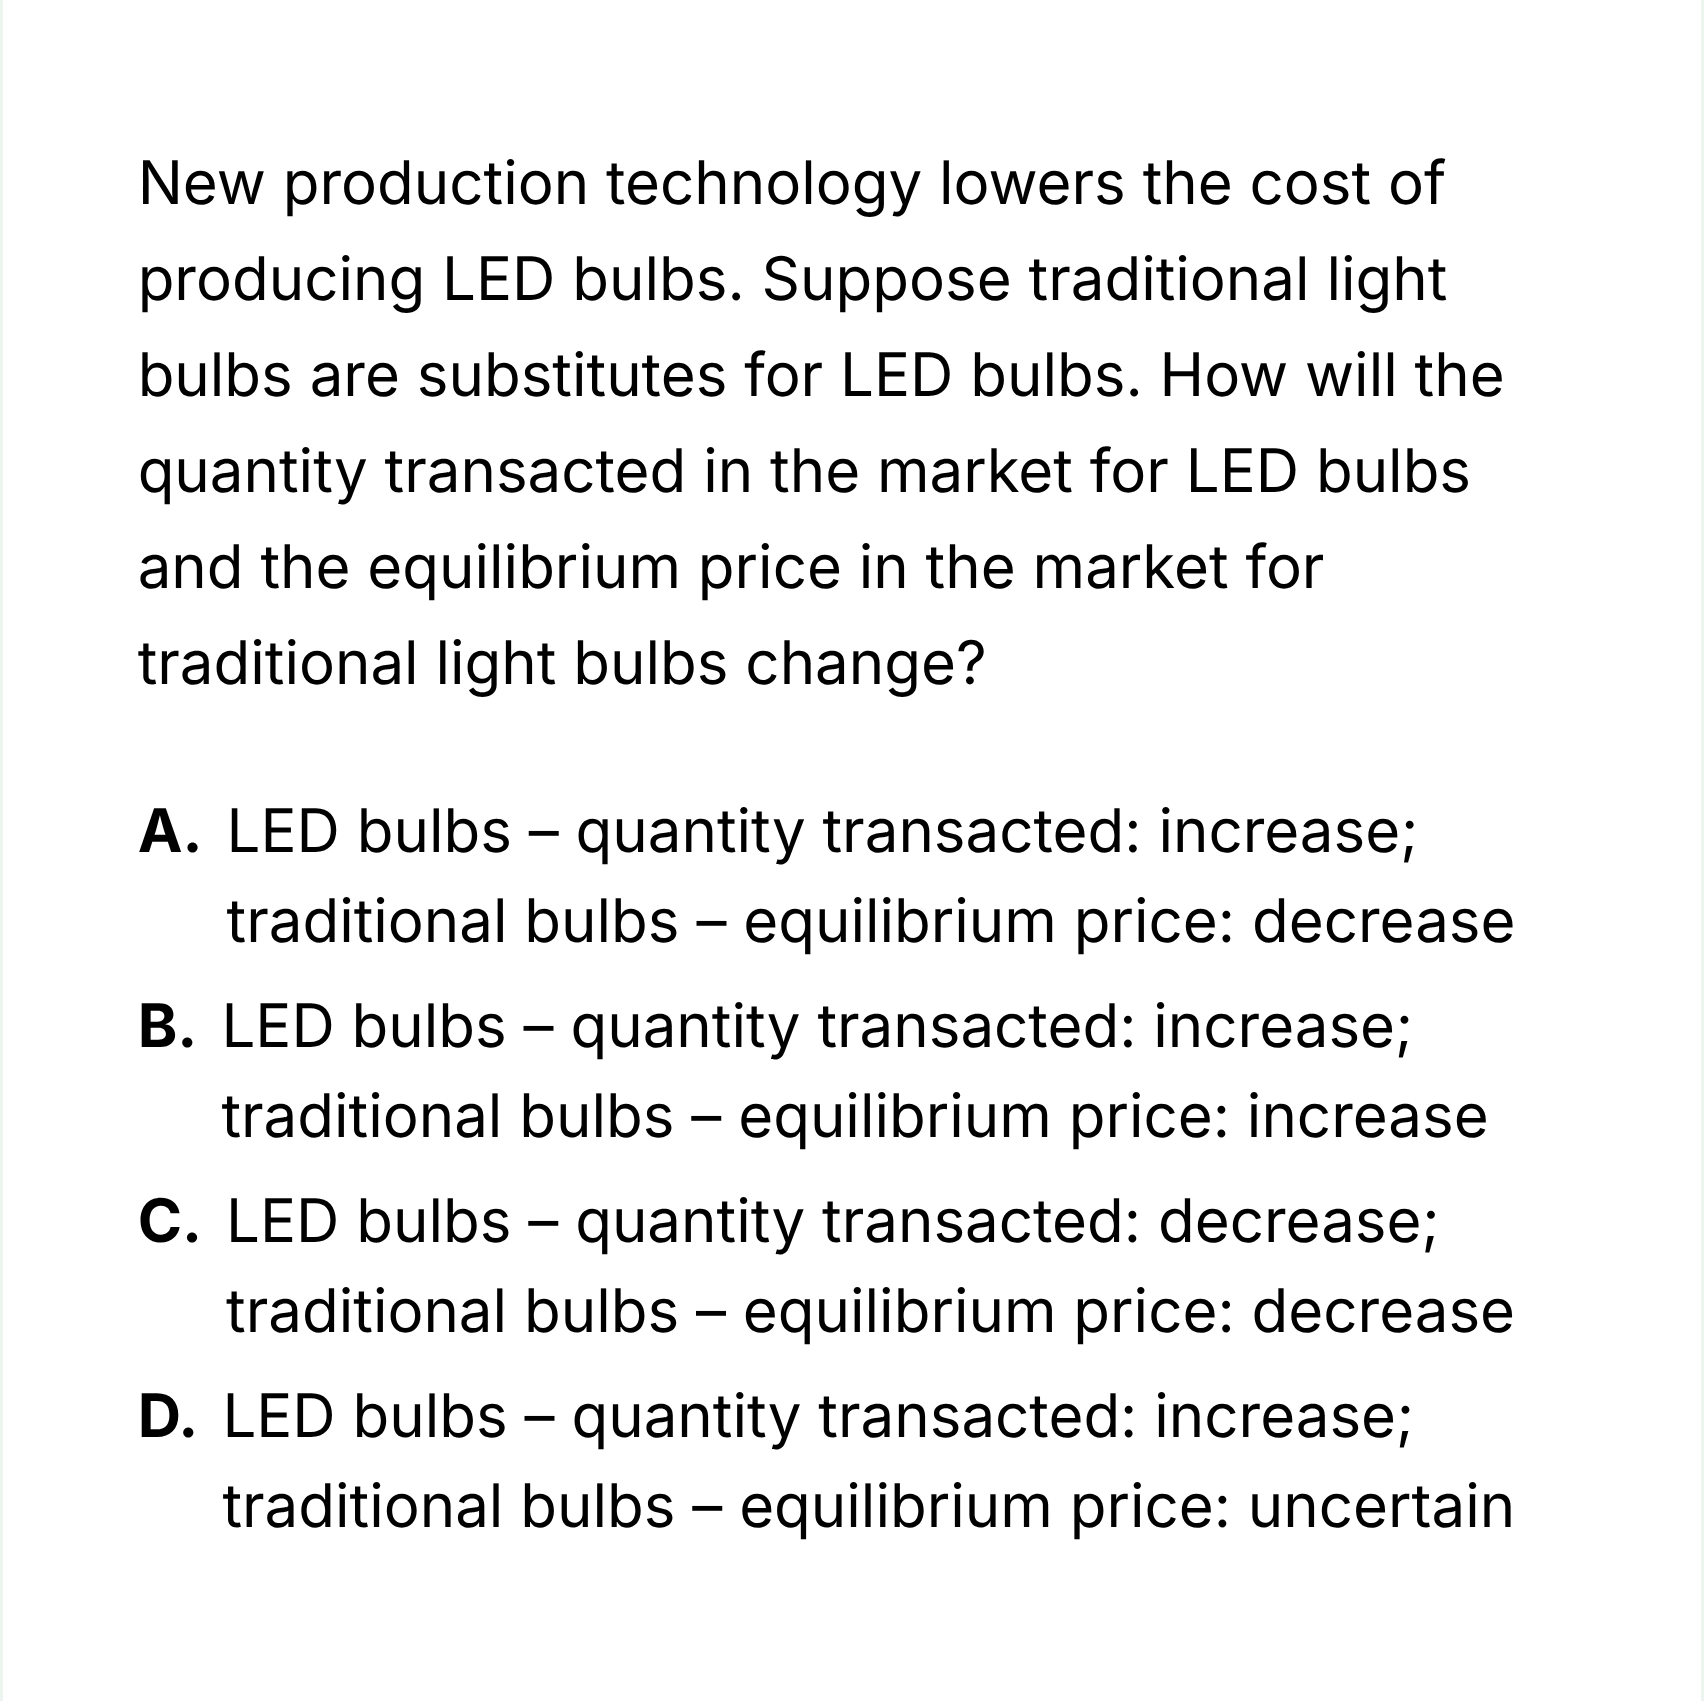 New production technology lowers the cost of
producing LED bulbs. Suppose traditional light
bulbs are substitutes for LED bulbs. How will the
quantity transacted in the market for LED bulbs
and the equilibrium price in the market for
traditional light bulbs change?
A. LED bulbs – quantity transacted: increase;
traditional bulbs – equilibrium price: decrease
B. LED bulbs – quantity transacted: increase;
traditional bulbs – equilibrium price: increase
C. LED bulbs – quantity transacted: decrease;
traditional bulbs – equilibrium price: decrease
D. LED bulbs – quantity transacted: increase;
traditional bulbs – equilibrium price: uncertain